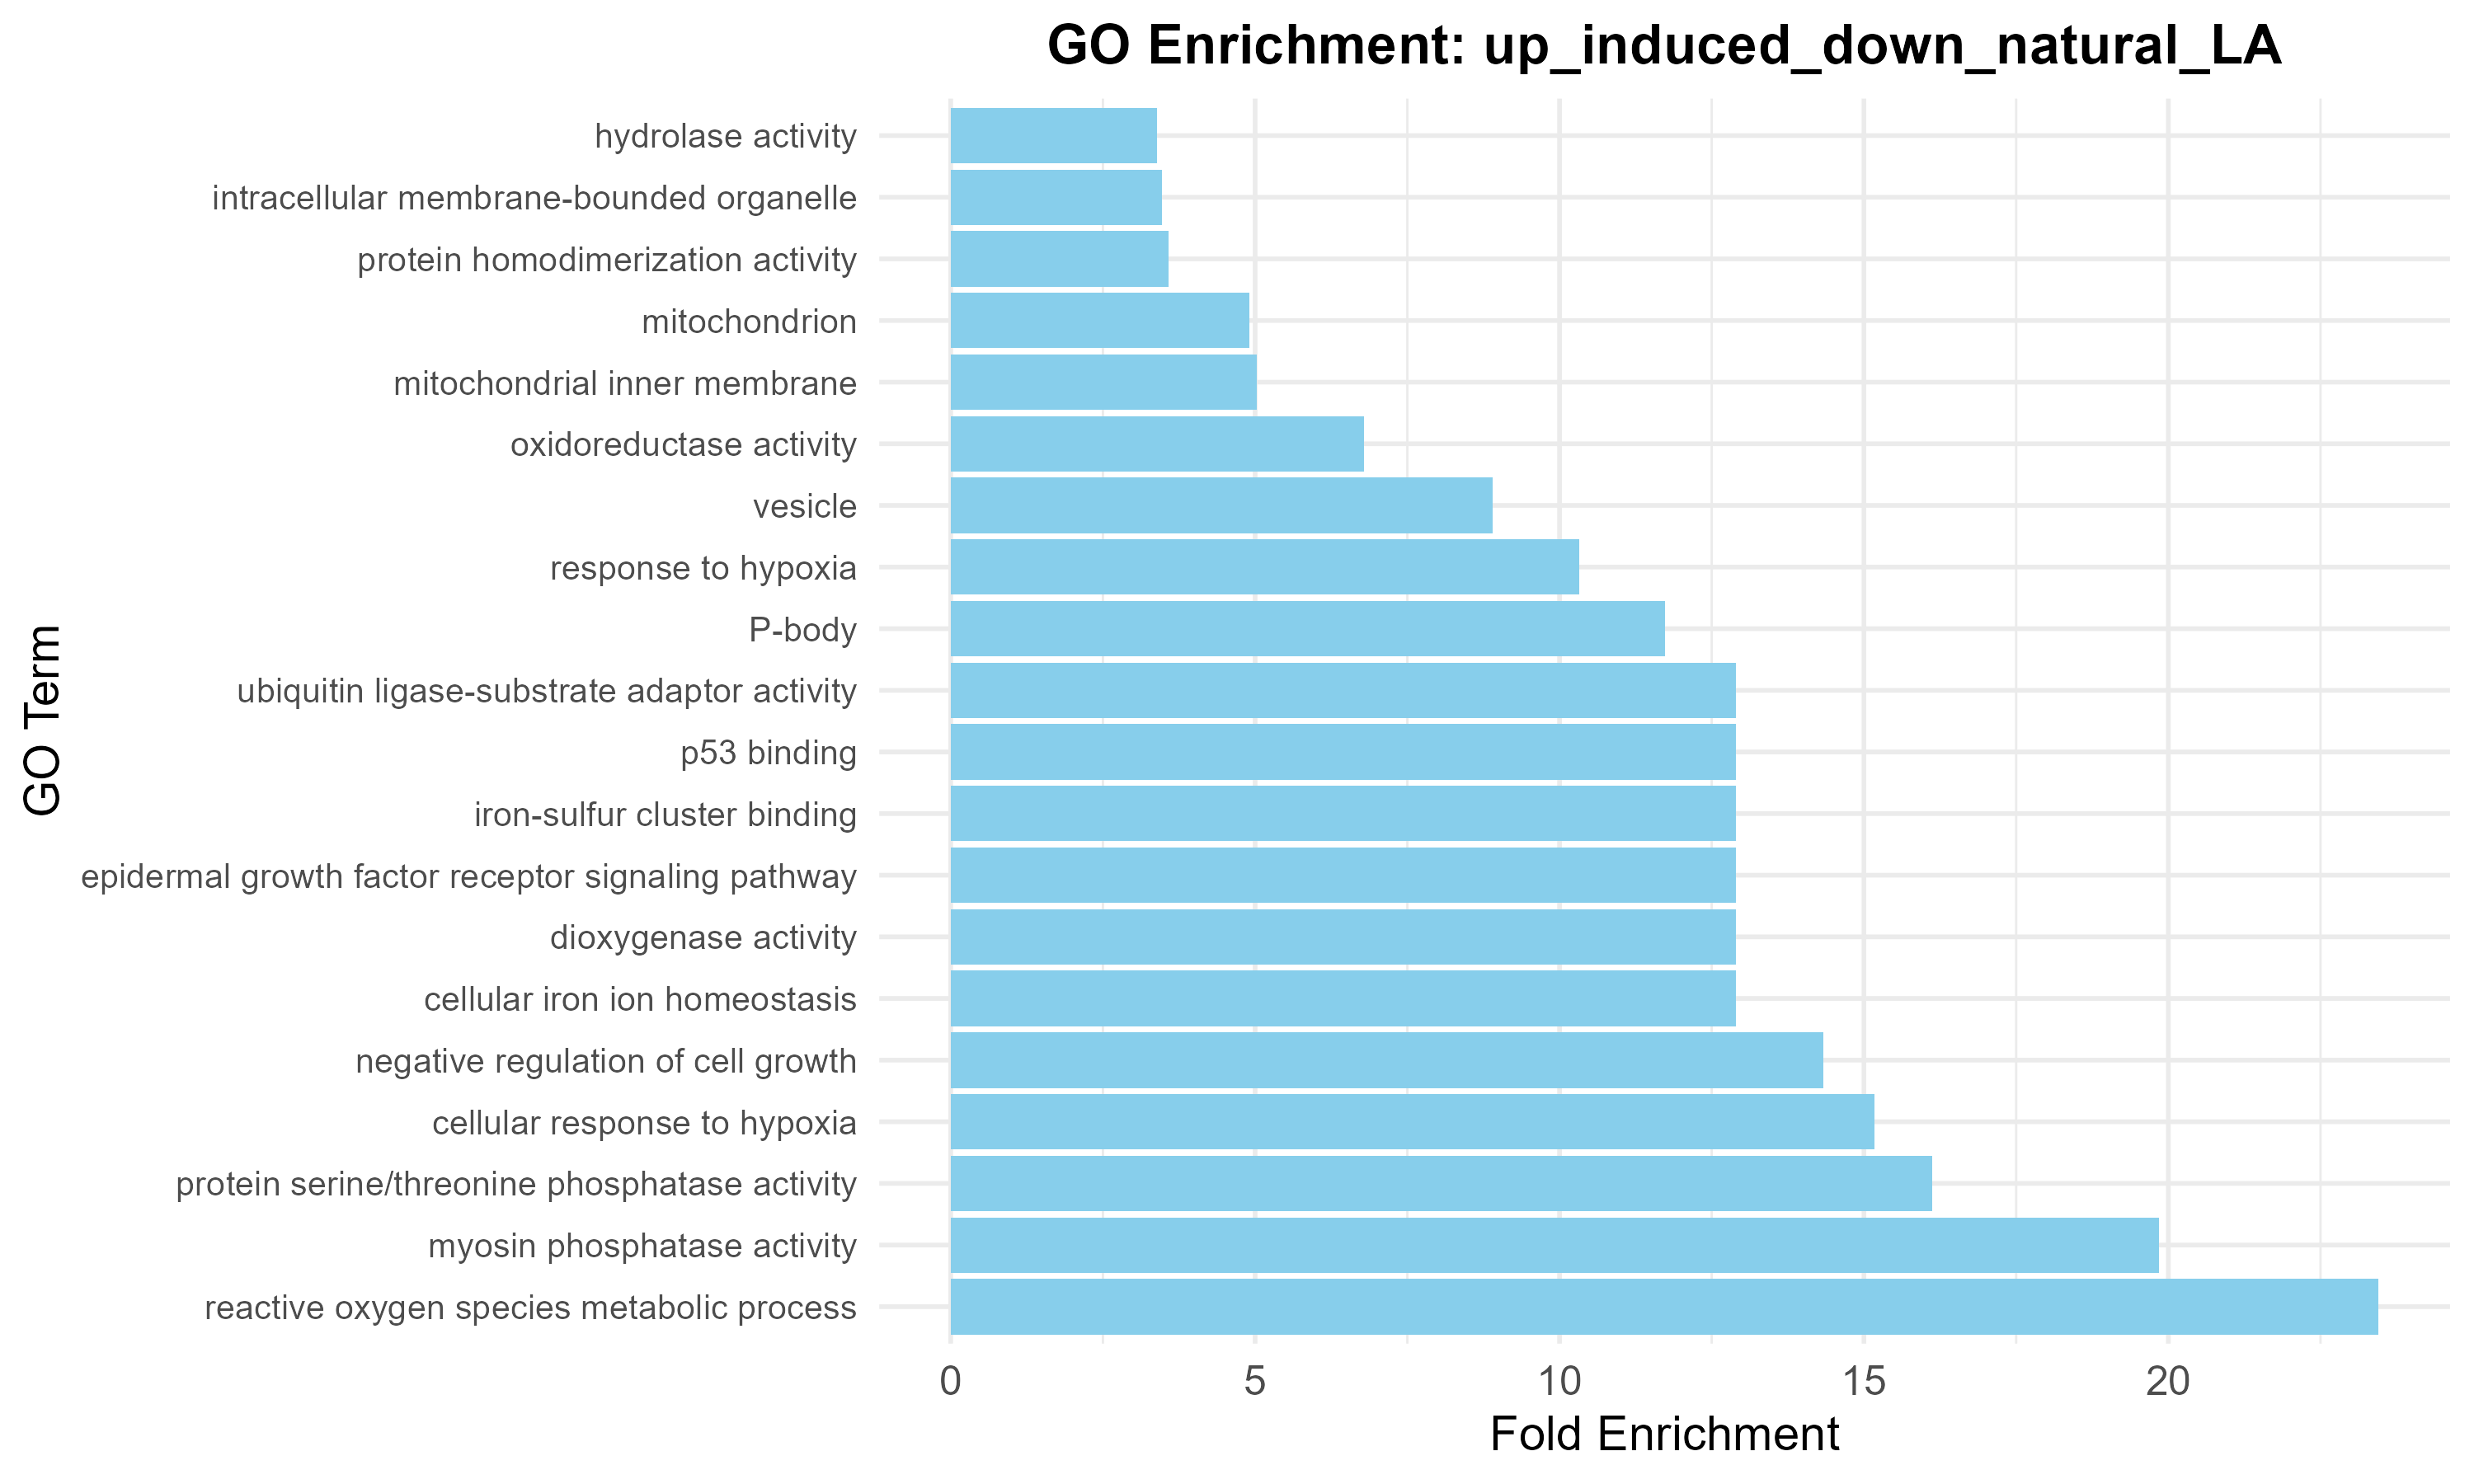 GO Enrichment: up_induced_down_natural_LA
GO Term
hydrolase activity
intracellular membrane-bounded organelle
protein homodimerization activity
mitochondrion
mitochondrial inner membrane
oxidoreductase activity
vesicle
response to hypoxia
P-body
ubiquitin ligase-substrate adaptor activity
p53 binding
iron-sulfur cluster binding
epidermal growth factor receptor signaling pathway
dioxygenase activity
cellular iron ion homeostasis
negative regulation of cell growth
cellular response to hypoxia
protein serine/threonine phosphatase activity
myosin phosphatase activity
reactive oxygen species metabolic process
0 5 10 15 20
Fold Enrichment